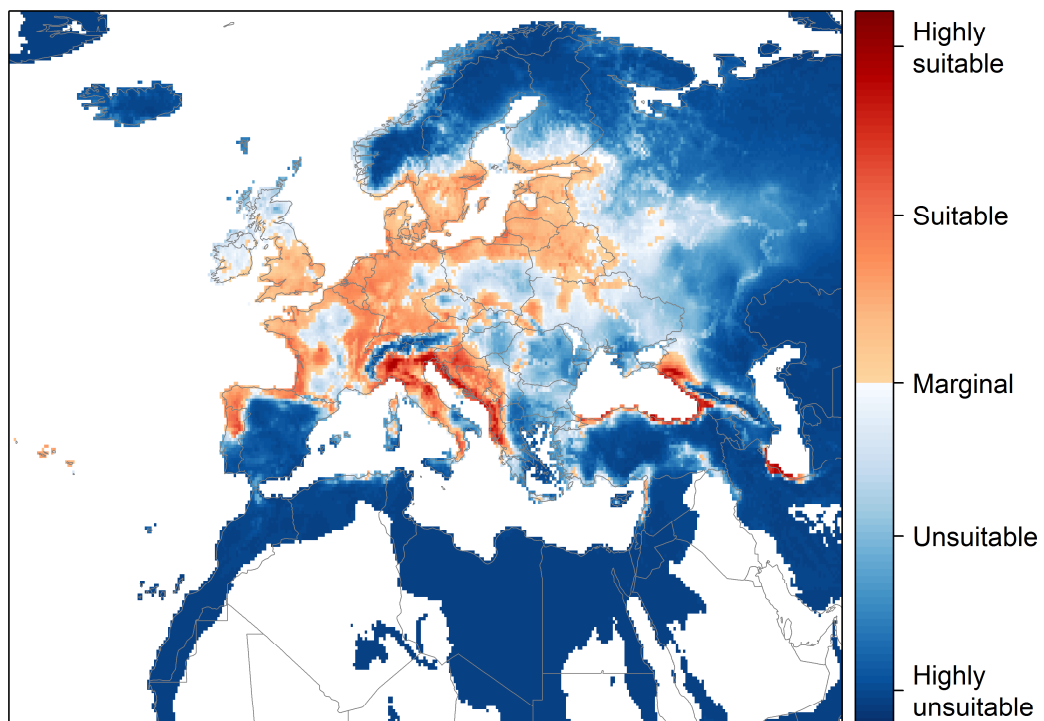 Highly
suitable
Suitable
Marginal
Unsuitable
Highly
unsuitable